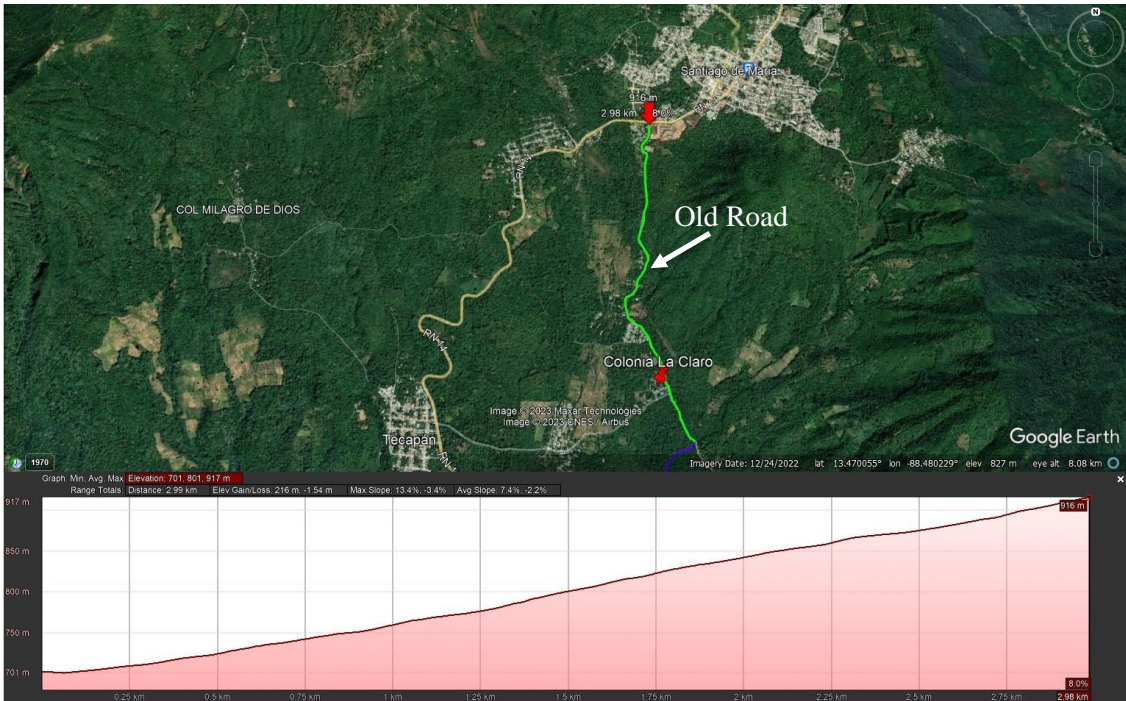 N
Santiago de María
916 m
2.98 km
8.0%
RN-14
COL MILAGRO DE DIOS
Old Road
RN-14
Colonia La Claro
Image © 2023 Maxar Technologies
Image © 2023 CNES / Airbus
Tecapán
Google Earth
1970
Imagery Date: 12/24/2022 lat 13.470055° lon -88.480229° elev 827 m eye alt 8.08 km
Graph: Min, Avg, Max Elevation: 701, 801, 917 m
Range Totals: Distance: 2.99 km Elev Gain/Loss: 216 m, -1.54 m Max Slope: 13.4%, -3.4% Avg Slope: 7.4%, -2.2%
917 m
916 m
850 m
800 m
750 m
701 m
8.0%
0.25 km 0.5 km 0.75 km 1 km 1.25 km 1.5 km 1.75 km 2 km 2.25 km 2.5 km 2.75 km 2.98 km